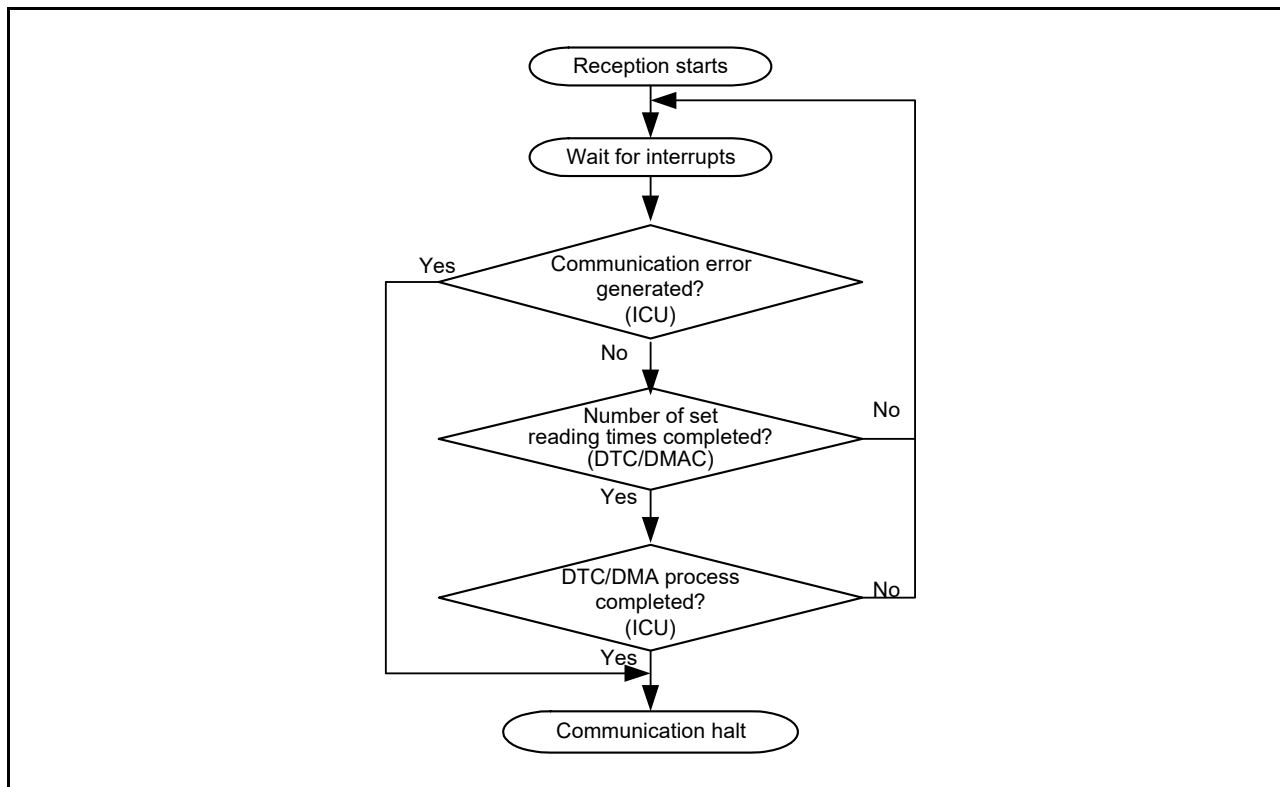 Reception starts
Wait for interrupts
Yes
Communication error
generated?
(ICU)
No
Number of set
reading times completed?
(DTC/DMAC)
No
Yes
DTC/DMA process
completed?
(ICU)
No
Yes
Communication halt